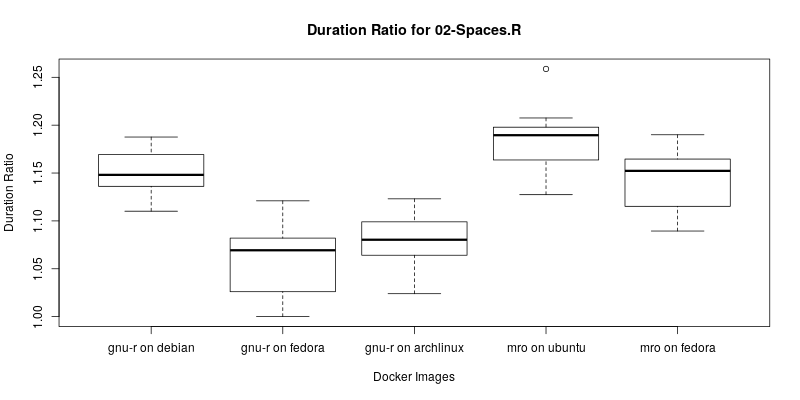 Duration Ratio for 02-Spaces.R
Duration Ratio
1.25
1.20
1.15
1.10
1.05
1.00
gnu-r on debian
gnu-r on fedora
gnu-r on archlinux
mro on ubuntu
mro on fedora
Docker Images